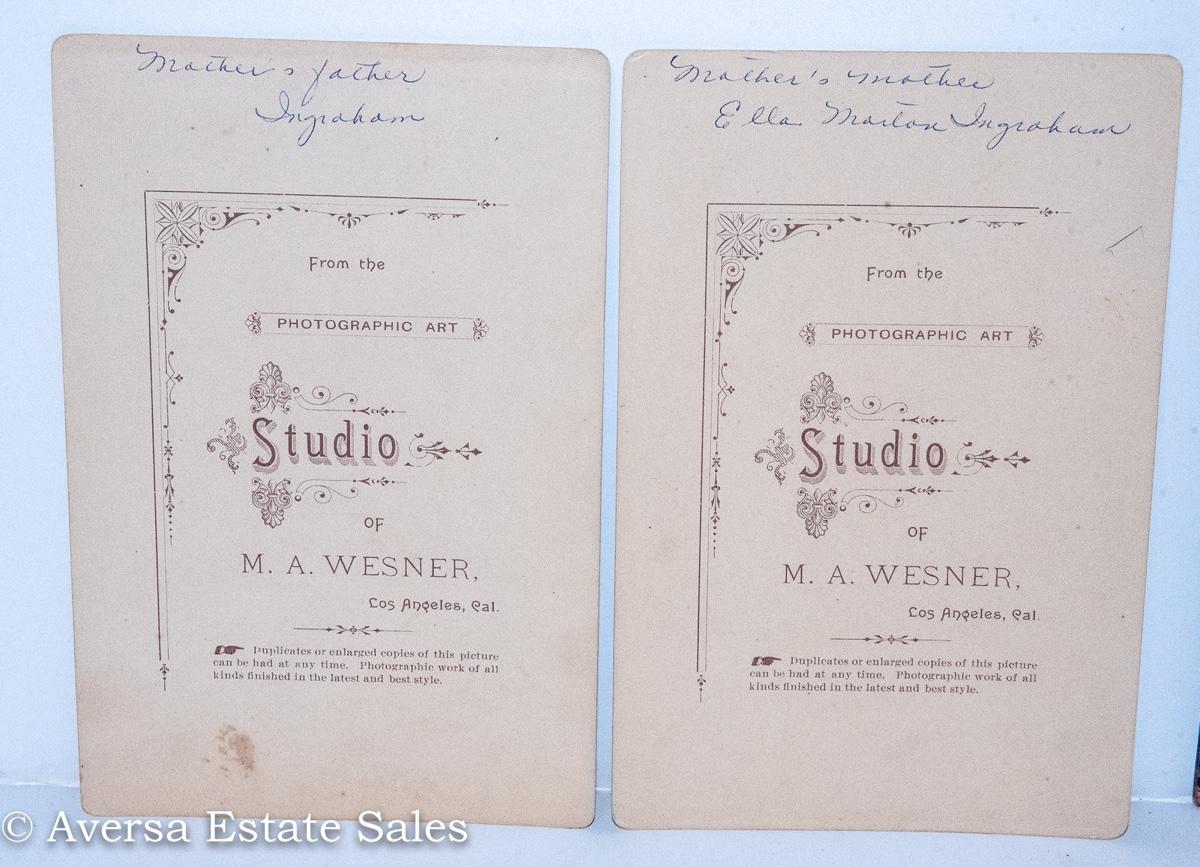 Mother's father
Ingraham
From the
PHOTOGRAPHIC ART
Studio
OF
M. A. WESNER,
Los Angeles, Cal.
Duplicates or enlarged copies of this picture
can be had at any time. Photographic work of all
kinds finished in the latest and best style.
Mother's mother
Ella Morton Ingraham
From the
PHOTOGRAPHIC ART
Studio
OF
M. A. WESNER,
Los Angeles, Cal.
Duplicates or enlarged copies of this picture
can be had at any time. Photographic work of all
kinds finished in the latest and best style.
© Aversa Estate Sales